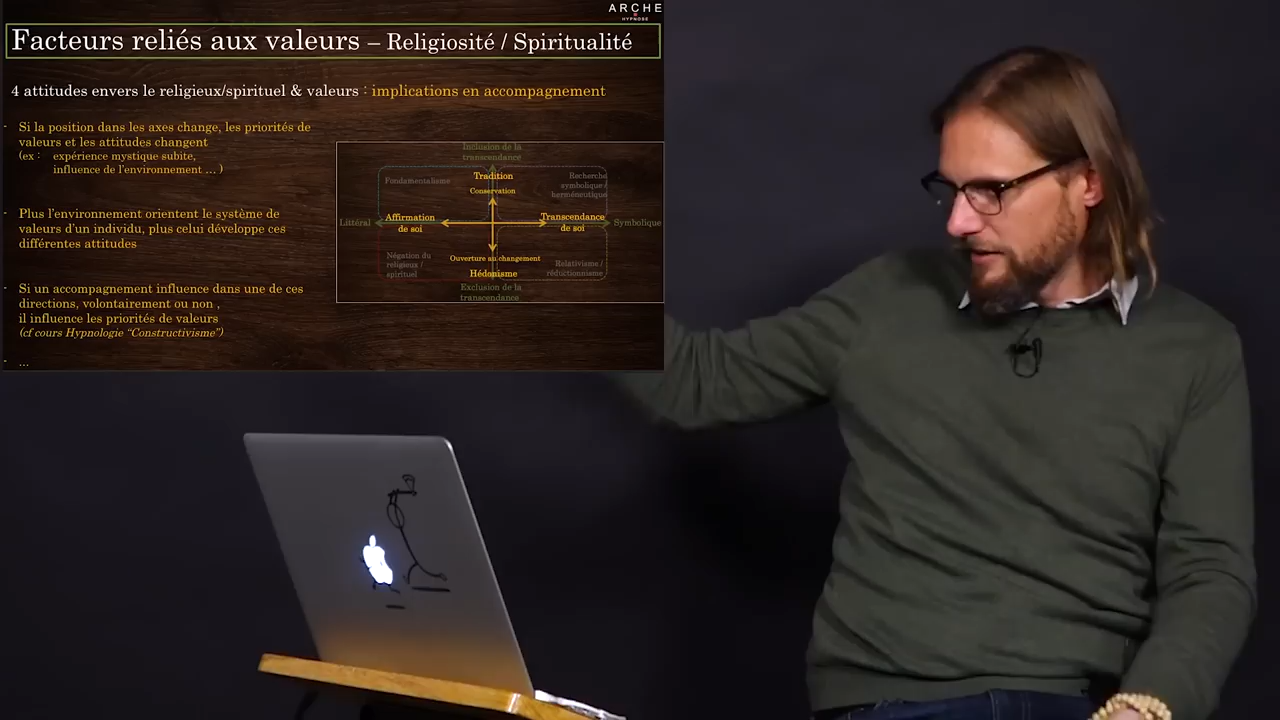 ARCHE
HYPNOSE
Facteurs reliés aux valeurs – Religiosité / Spiritualité
4 attitudes envers le religieux/spirituel & valeurs : implications en accompagnement
- Si la position dans les axes change, les priorités de
valeurs et les attitudes changent
(ex : expérience mystique subite,
influence de l'environnement ... )
- Plus l'environnement orientent le système de
valeurs d'un individu, plus celui développe ces
différentes attitudes
- Si un accompagnement influence dans une de ces
directions, volontairement ou non ,
il influence les priorités de valeurs
(cf cours Hypnologie “Constructivisme”)
- ...
Inclusion de la
transcendance
Fondamentalisme
Tradition
Conservation
Recherche
symbolique /
herméneutique
Littéral
Affirmation
de soi
Transcendance
de soi
Symbolique
Négation du
religieux /
spirituel
Ouverture au changement
Hédonisme
Relativisme /
réductionnisme
Exclusion de la
transcendance